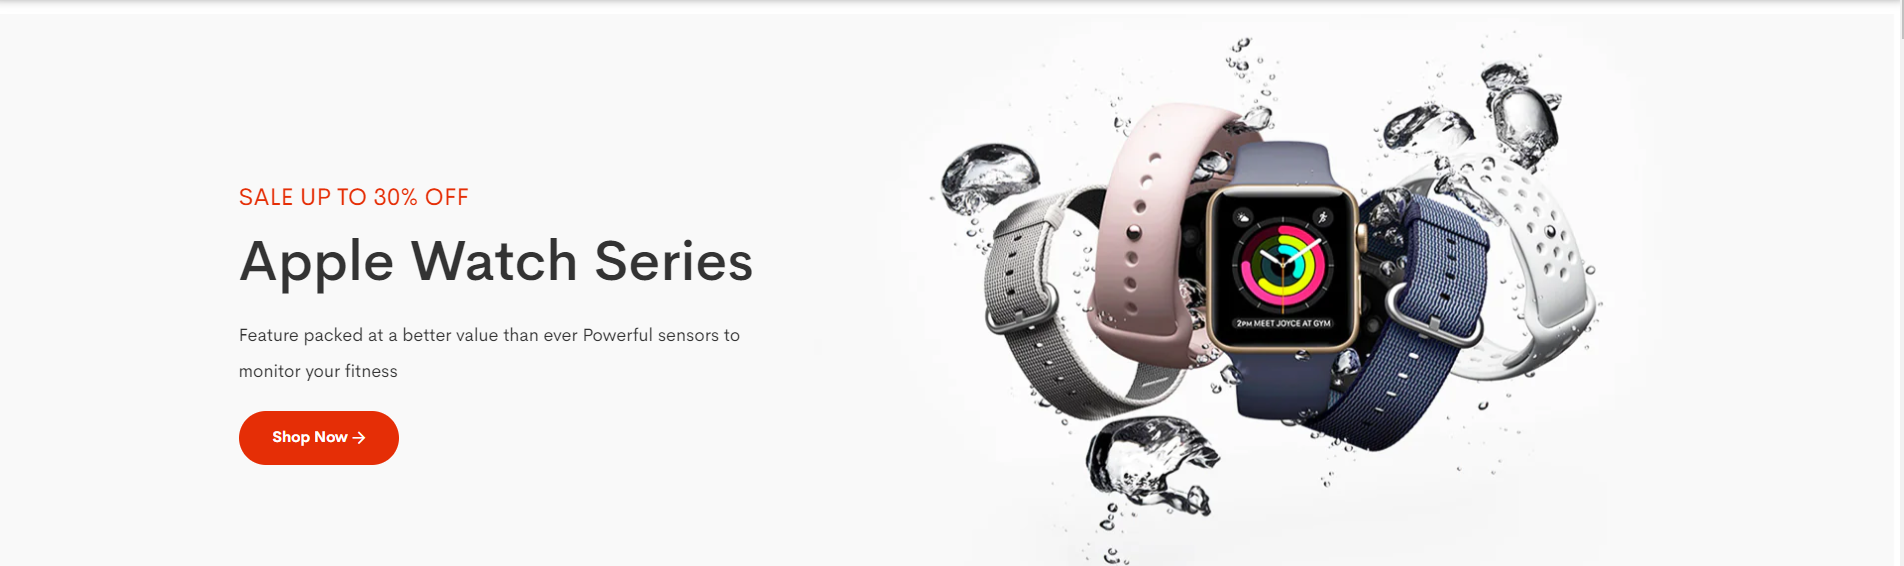 SALE UP TO 30% OFF
Apple Watch Series
Feature packed at a better value than ever Powerful sensors to
monitor your fitness
Shop Now →
2PM MEET JOYCE AT GYM